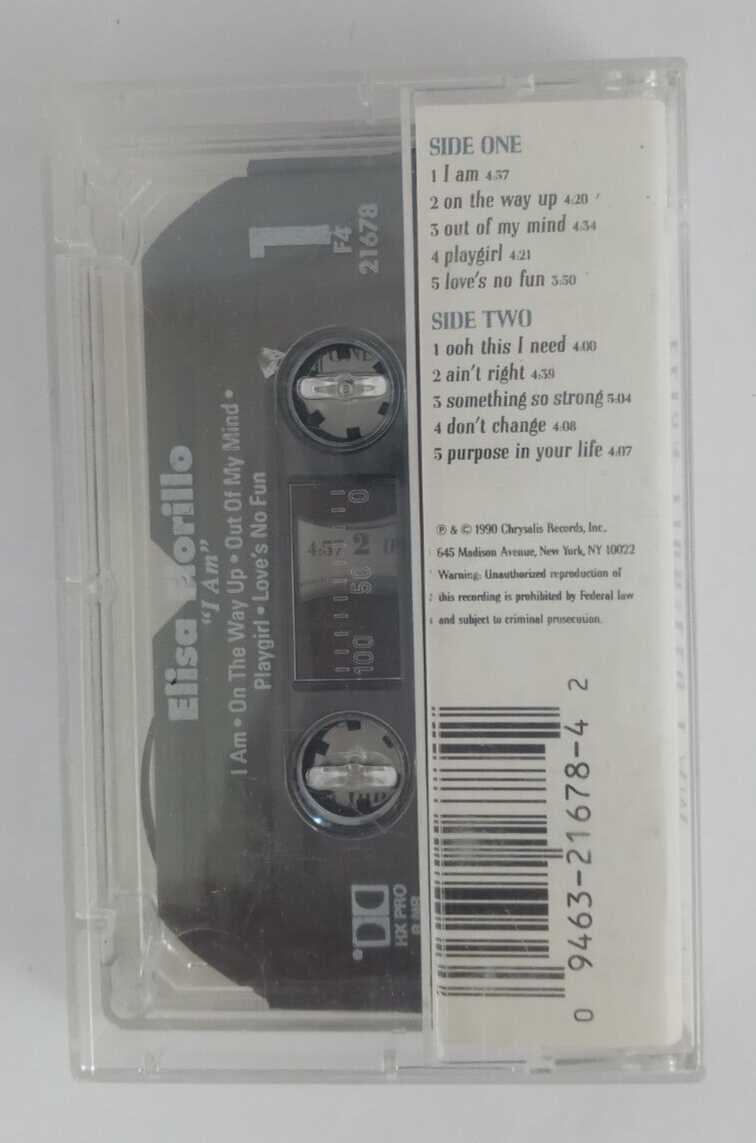 SIDE ONE
1 I am 4:57
2 on the way up 4:20
3 out of my mind 4:34
4 playgirl 4:21
5 love's no fun 3:50
SIDE TWO
1 ooh this I need 4:00
2 ain't right 4:39
3 something so strong 5:04
4 don't change 4:08
5 purpose in your life 4:07
℗ & © 1990 Chrysalis Records, Inc.,
645 Madison Avenue, New York, NY 10022
Warning: Unauthorized reproduction of
this recording is prohibited by Federal law
and subject to criminal prosecution.
0 9463-21678-4 2
1
F4
21678
Elisa Fiorillo
"I Am"
I Am • On The Way Up • Out Of My Mind •
Playgirl • Love's No Fun
4:57 2
0
50
100
HX PRO
B NR